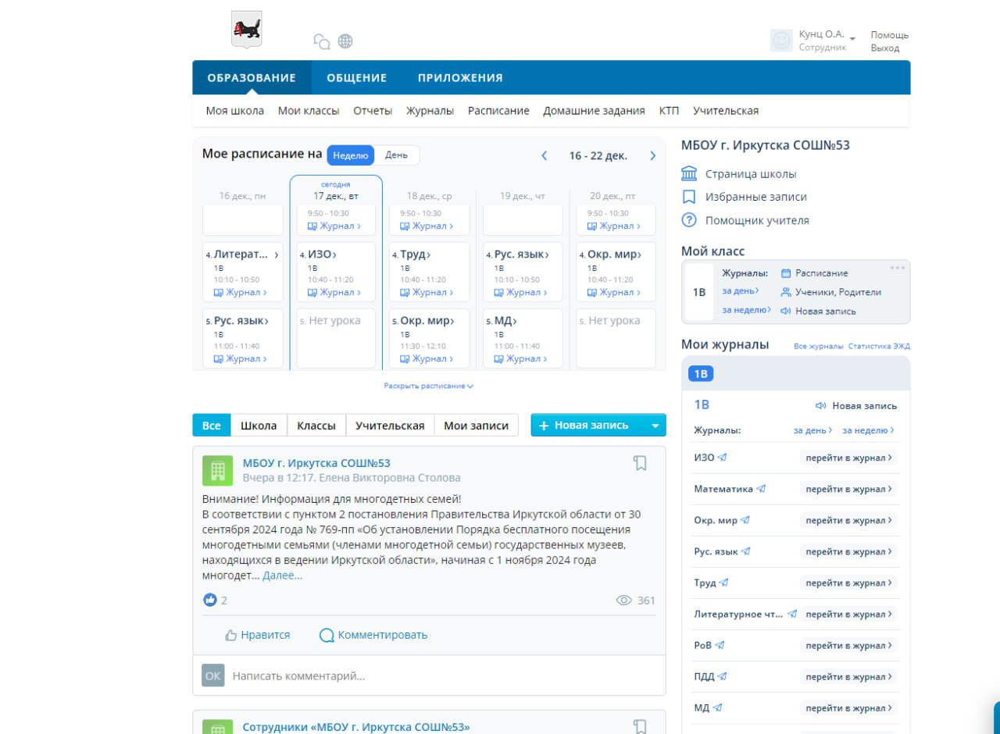 Кунц О.А.
Сотрудник
Помощь
Выход
ОБРАЗОВАНИЕ ОБЩЕНИЕ ПРИЛОЖЕНИЯ
Моя школа Мои классы Отчеты Журналы Расписание Домашние задания КТП Учительская
Мое расписание на Неделю День 16 - 22 дек.
сегодня
16 дек., пн 17 дек., вт 18 дек., ср 19 дек., чт 20 дек., пт
9:50 - 10:30 9:50 - 10:30 9:50 - 10:30
Журнал › Журнал › Журнал ›
4. Литерат... › 4. ИЗО › 4. Труд › 4. Рус. язык › 4. Окр. мир ›
1В 1В 1В 1В 1В
10:10 - 10:50 10:40 - 11:20 10:40 - 11:20 10:10 - 10:50 10:40 - 11:20
Журнал › Журнал › Журнал › Журнал › Журнал ›
5. Рус. язык › 5. Нет урока 5. Окр. мир › 5. МД › 5. Нет урока
1В 1В 1В
11:00 - 11:40 11:30 - 12:10 11:00 - 11:40
Журнал › Журнал › Журнал ›
Раскрыть расписание
Все Школа Классы Учительская Мои записи + Новая запись
МБОУ г. Иркутска СОШ№53
Вчера в 12:17. Елена Викторовна Столова
Внимание! Информация для многодетных семей!
В соответствии с пунктом 2 постановления Правительства Иркутской области от 30
сентября 2024 года № 769-пп «Об установлении Порядка бесплатного посещения
многодетными семьями (членами многодетной семьи) государственных музеев,
находящихся в ведении Иркутской области», начиная с 1 ноября 2024 года
многодет... Далее...
2 361
Нравится Комментировать
ОК Написать комментарий...
Сотрудники «МБОУ г. Иркутска СОШ№53»
МБОУ г. Иркутска СОШ№53
Страница школы
Избранные записи
? Помощник учителя
Мой класс
1В
Журналы: Расписание
за день › Ученики, Родители
за неделю › Новая запись
Мои журналы Все журналы Статистика ЭЖД
1В
1В Новая запись
Журналы: за день › за неделю ›
ИЗО перейти в журнал ›
Математика перейти в журнал ›
Окр. мир перейти в журнал ›
Рус. язык перейти в журнал ›
Труд перейти в журнал ›
Литературное чт... перейти в журнал ›
РоВ перейти в журнал ›
ПДД перейти в журнал ›
МД перейти в журнал ›